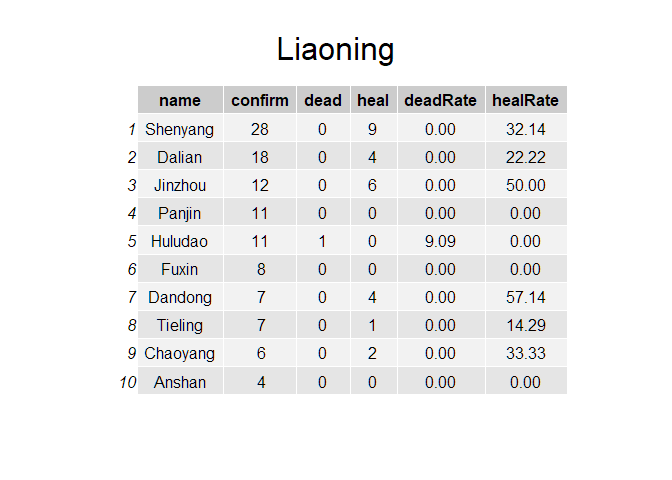 Liaoning
name confirm dead heal deadRate healRate
1 Shenyang 28 0 9 0.00 32.14
2 Dalian 18 0 4 0.00 22.22
3 Jinzhou 12 0 6 0.00 50.00
4 Panjin 11 0 0 0.00 0.00
5 Huludao 11 1 0 9.09 0.00
6 Fuxin 8 0 0 0.00 0.00
7 Dandong 7 0 4 0.00 57.14
8 Tieling 7 0 1 0.00 14.29
9 Chaoyang 6 0 2 0.00 33.33
10 Anshan 4 0 0 0.00 0.00